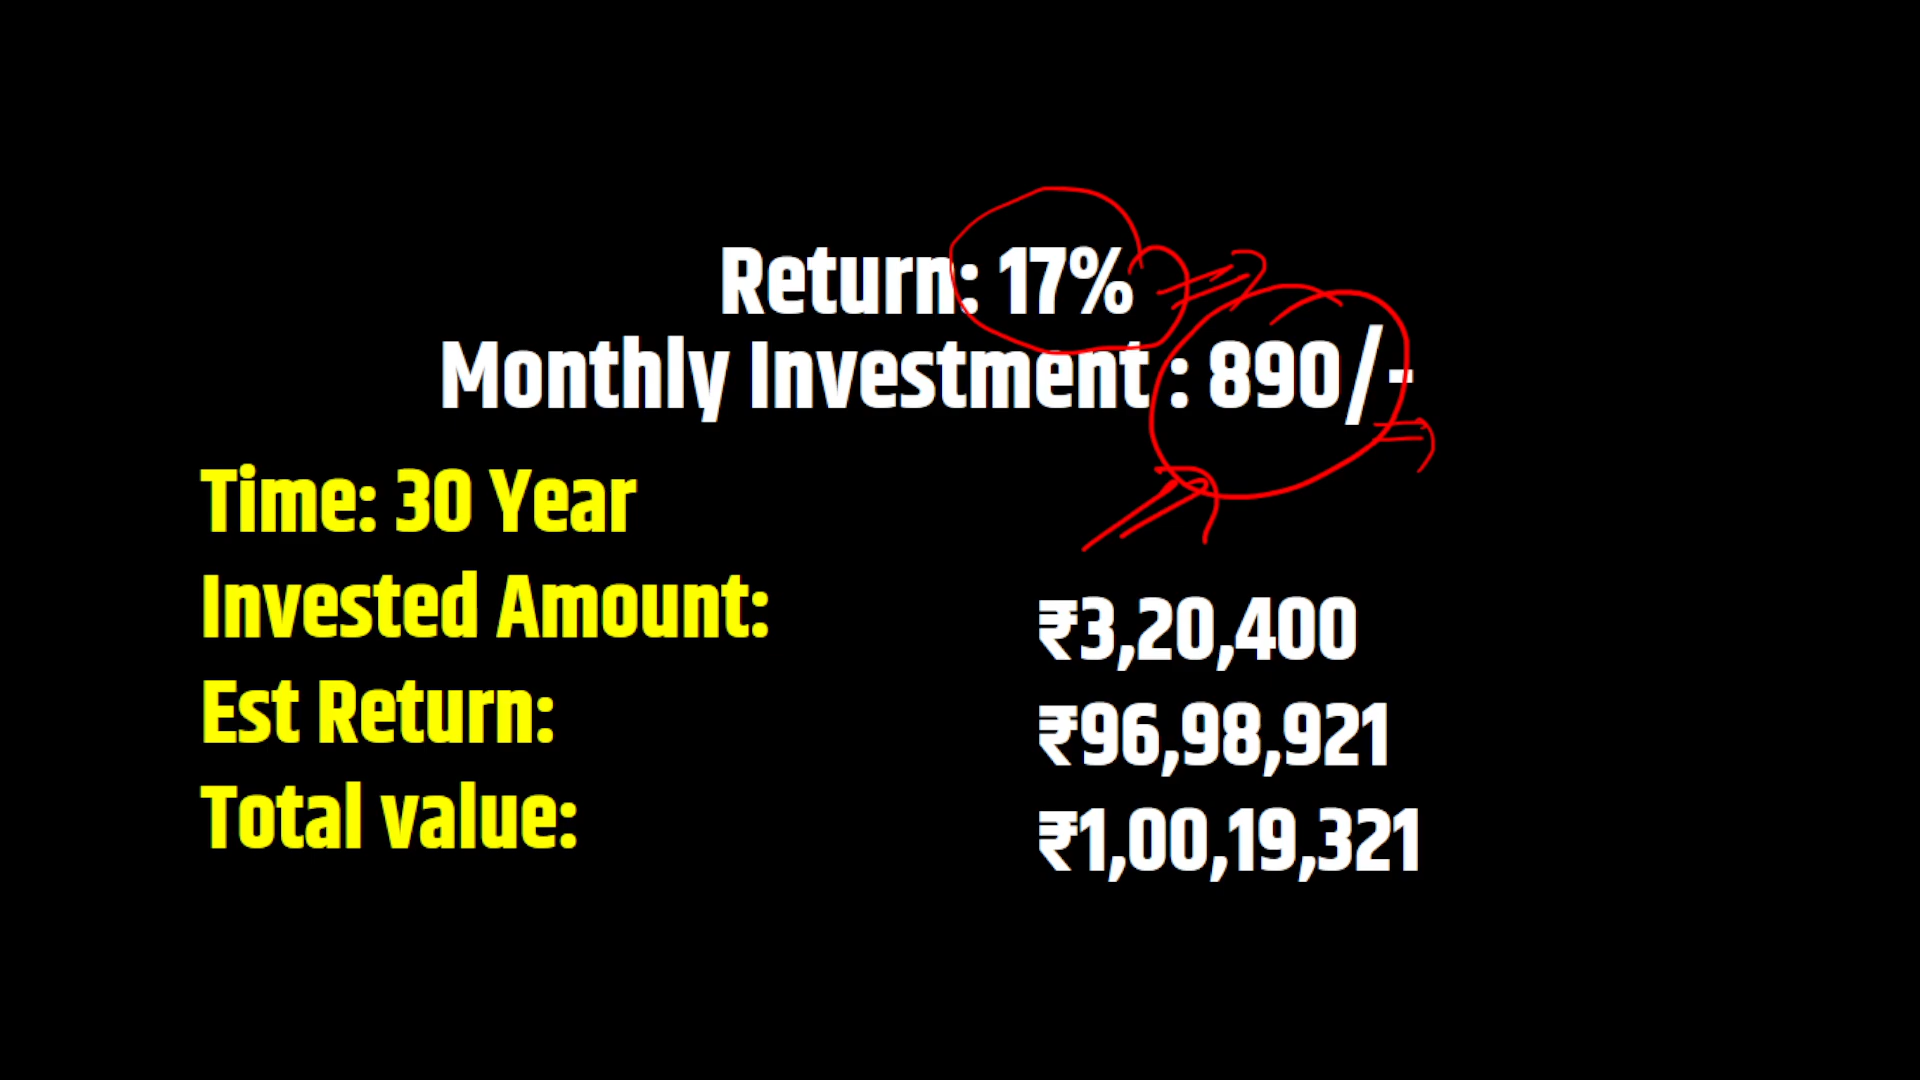 Return: 17%
Monthly Investment : 890/-
Time: 30 Year
Invested Amount: ₹3,20,400
Est Return: ₹96,98,921
Total value: ₹1,00,19,321